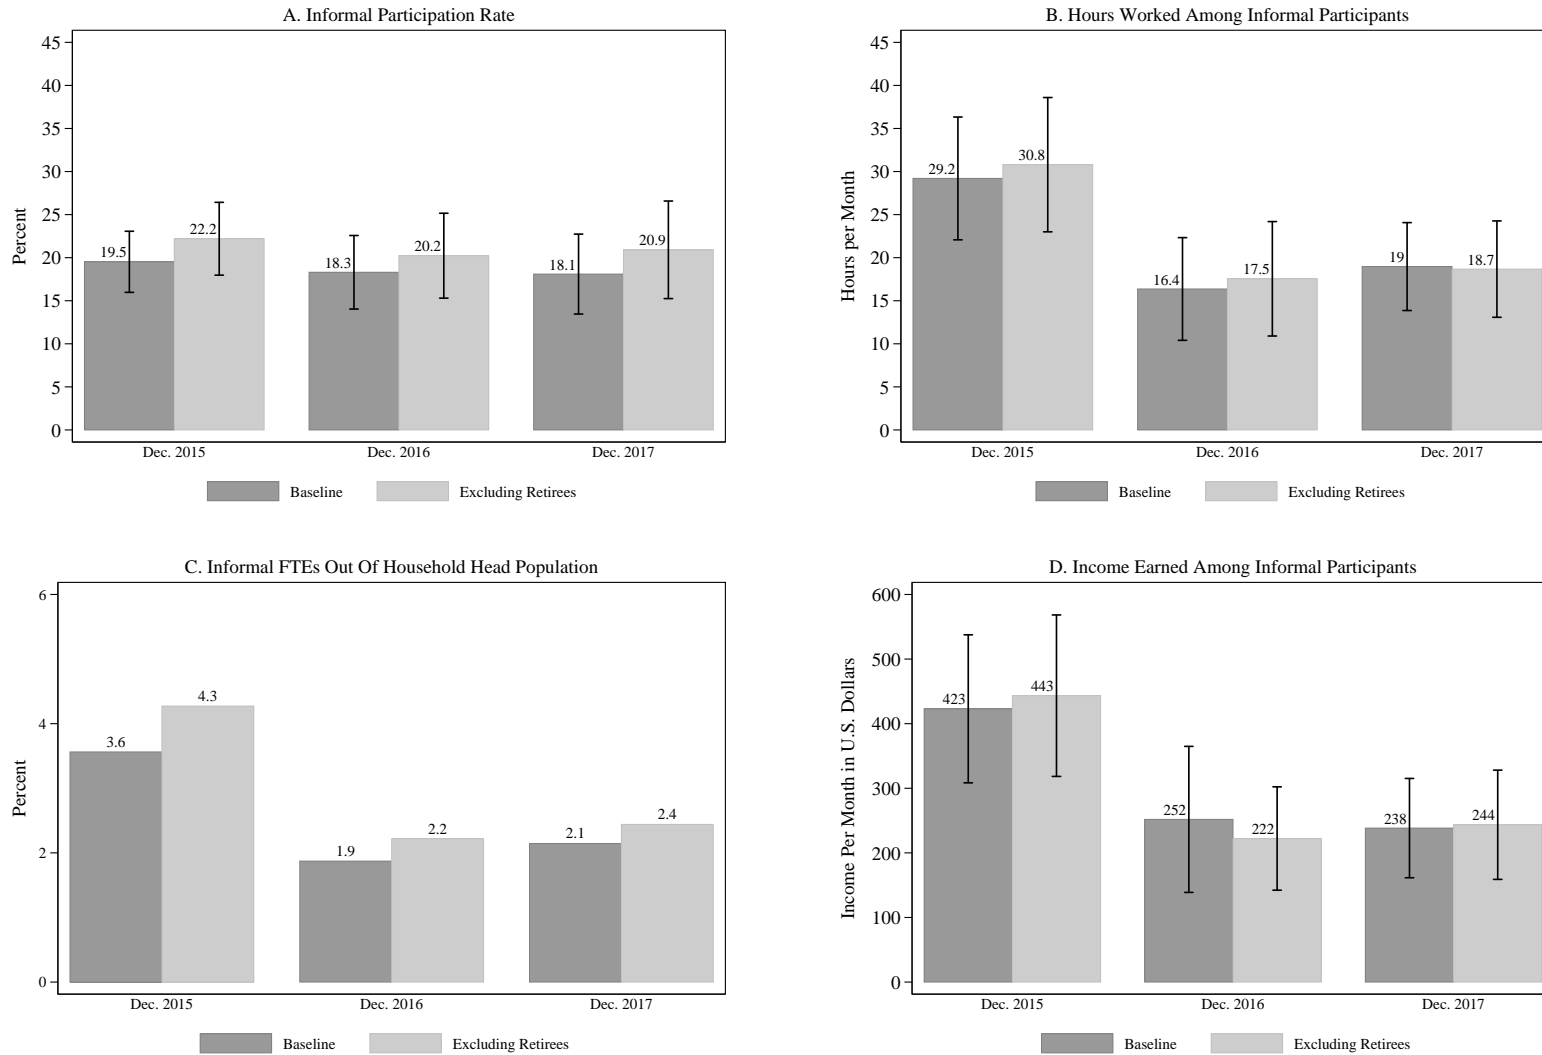 A. Informal Participation Rate
45
40
35
30
25
20
15
10
5
0
Percent
19.5
22.2
18.3
20.2
18.1
20.9
Dec. 2015
Dec. 2016
Dec. 2017
Baseline
Excluding Retirees
B. Hours Worked Among Informal Participants
45
40
35
30
25
20
15
10
5
0
Hours per Month
29.2
30.8
16.4
17.5
19
18.7
Dec. 2015
Dec. 2016
Dec. 2017
Baseline
Excluding Retirees
C. Informal FTEs Out Of Household Head Population
6
4
2
0
Percent
3.6
4.3
1.9
2.2
2.1
2.4
Dec. 2015
Dec. 2016
Dec. 2017
Baseline
Excluding Retirees
D. Income Earned Among Informal Participants
600
500
400
300
200
100
0
Income Per Month in U.S. Dollars
423
443
252
222
238
244
Dec. 2015
Dec. 2016
Dec. 2017
Baseline
Excluding Retirees